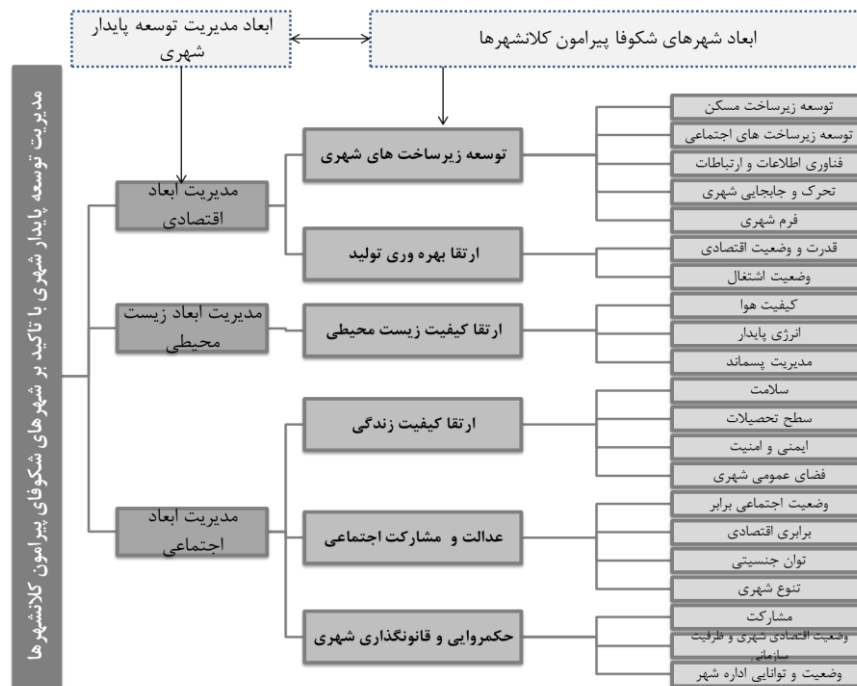 ابعاد مدیریت توسعه پایدار
شهری
ابعاد شهرهای شکوفا پیرامون کلانشهرها
مدیریت توسعه پایدار شهری با تاکید بر شهرهای شکوفای پیرامون کلانشهرها
مدیریت ابعاد
اقتصادی
توسعه زیرساخت های شهری
توسعه زیرساخت مسکن
توسعه زیرساخت های اجتماعی
فناوری اطلاعات و ارتباطات
تحرک و جابجایی شهری
فرم شهری
ارتقا بهره وری تولید
قدرت و وضعیت اقتصادی
وضعیت اشتغال
مدیریت ابعاد زیست
محیطی
ارتقا کیفیت زیست محیطی
کیفیت هوا
انرژی پایدار
مدیریت پسماند
مدیریت ابعاد
اجتماعی
ارتقا کیفیت زندگی
سلامت
سطح تحصیلات
ایمنی و امنیت
فضای عمومی شهری
عدالت و مشارکت اجتماعی
وضعیت اجتماعی برابر
برابری اقتصادی
توان جنسیتی
تنوع شهری
حکمروایی و قانونگذاری شهری
مشارکت
وضعیت اقتصادی شهری و ظرفیت
سازمانی
وضعیت و توانایی اداره شهر